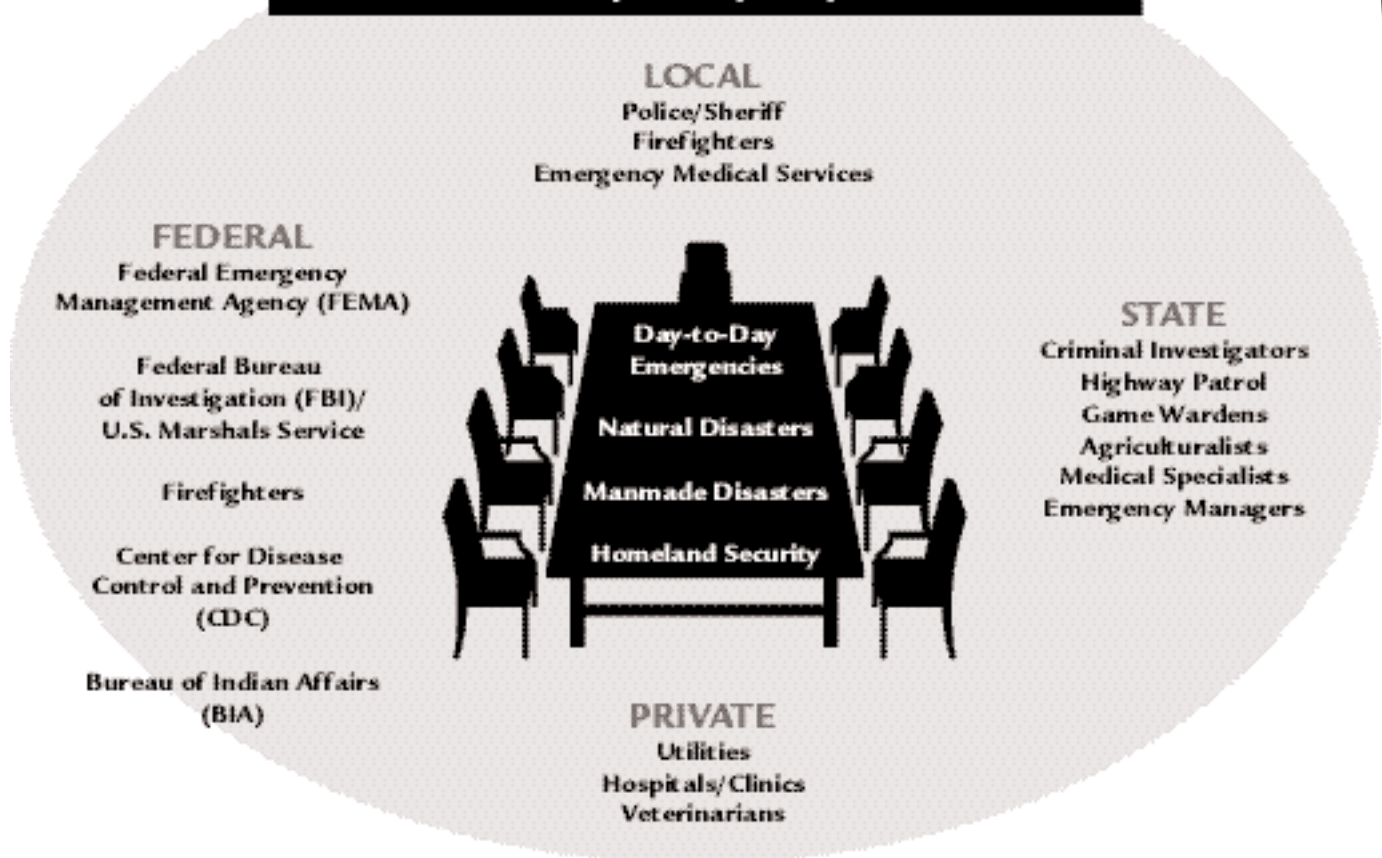 LOCAL
Police/Sheriff
Firefighters
Emergency Medical Services
FEDERAL
Federal Emergency
Management Agency (FEMA)
Federal Bureau
of Investigation (FBI)/
U.S. Marshals Service
Firefighters
Center for Disease
Control and Prevention
(CDC)
Bureau of Indian Affairs
(BIA)
Day-to-Day
Emergencies
Natural Disasters
Manmade Disasters
Homeland Security
STATE
Criminal Investigators
Highway Patrol
Game Wardens
Agriculturalists
Medical Specialists
Emergency Managers
PRIVATE
Utilities
Hospitals/Clinics
Veterinarians